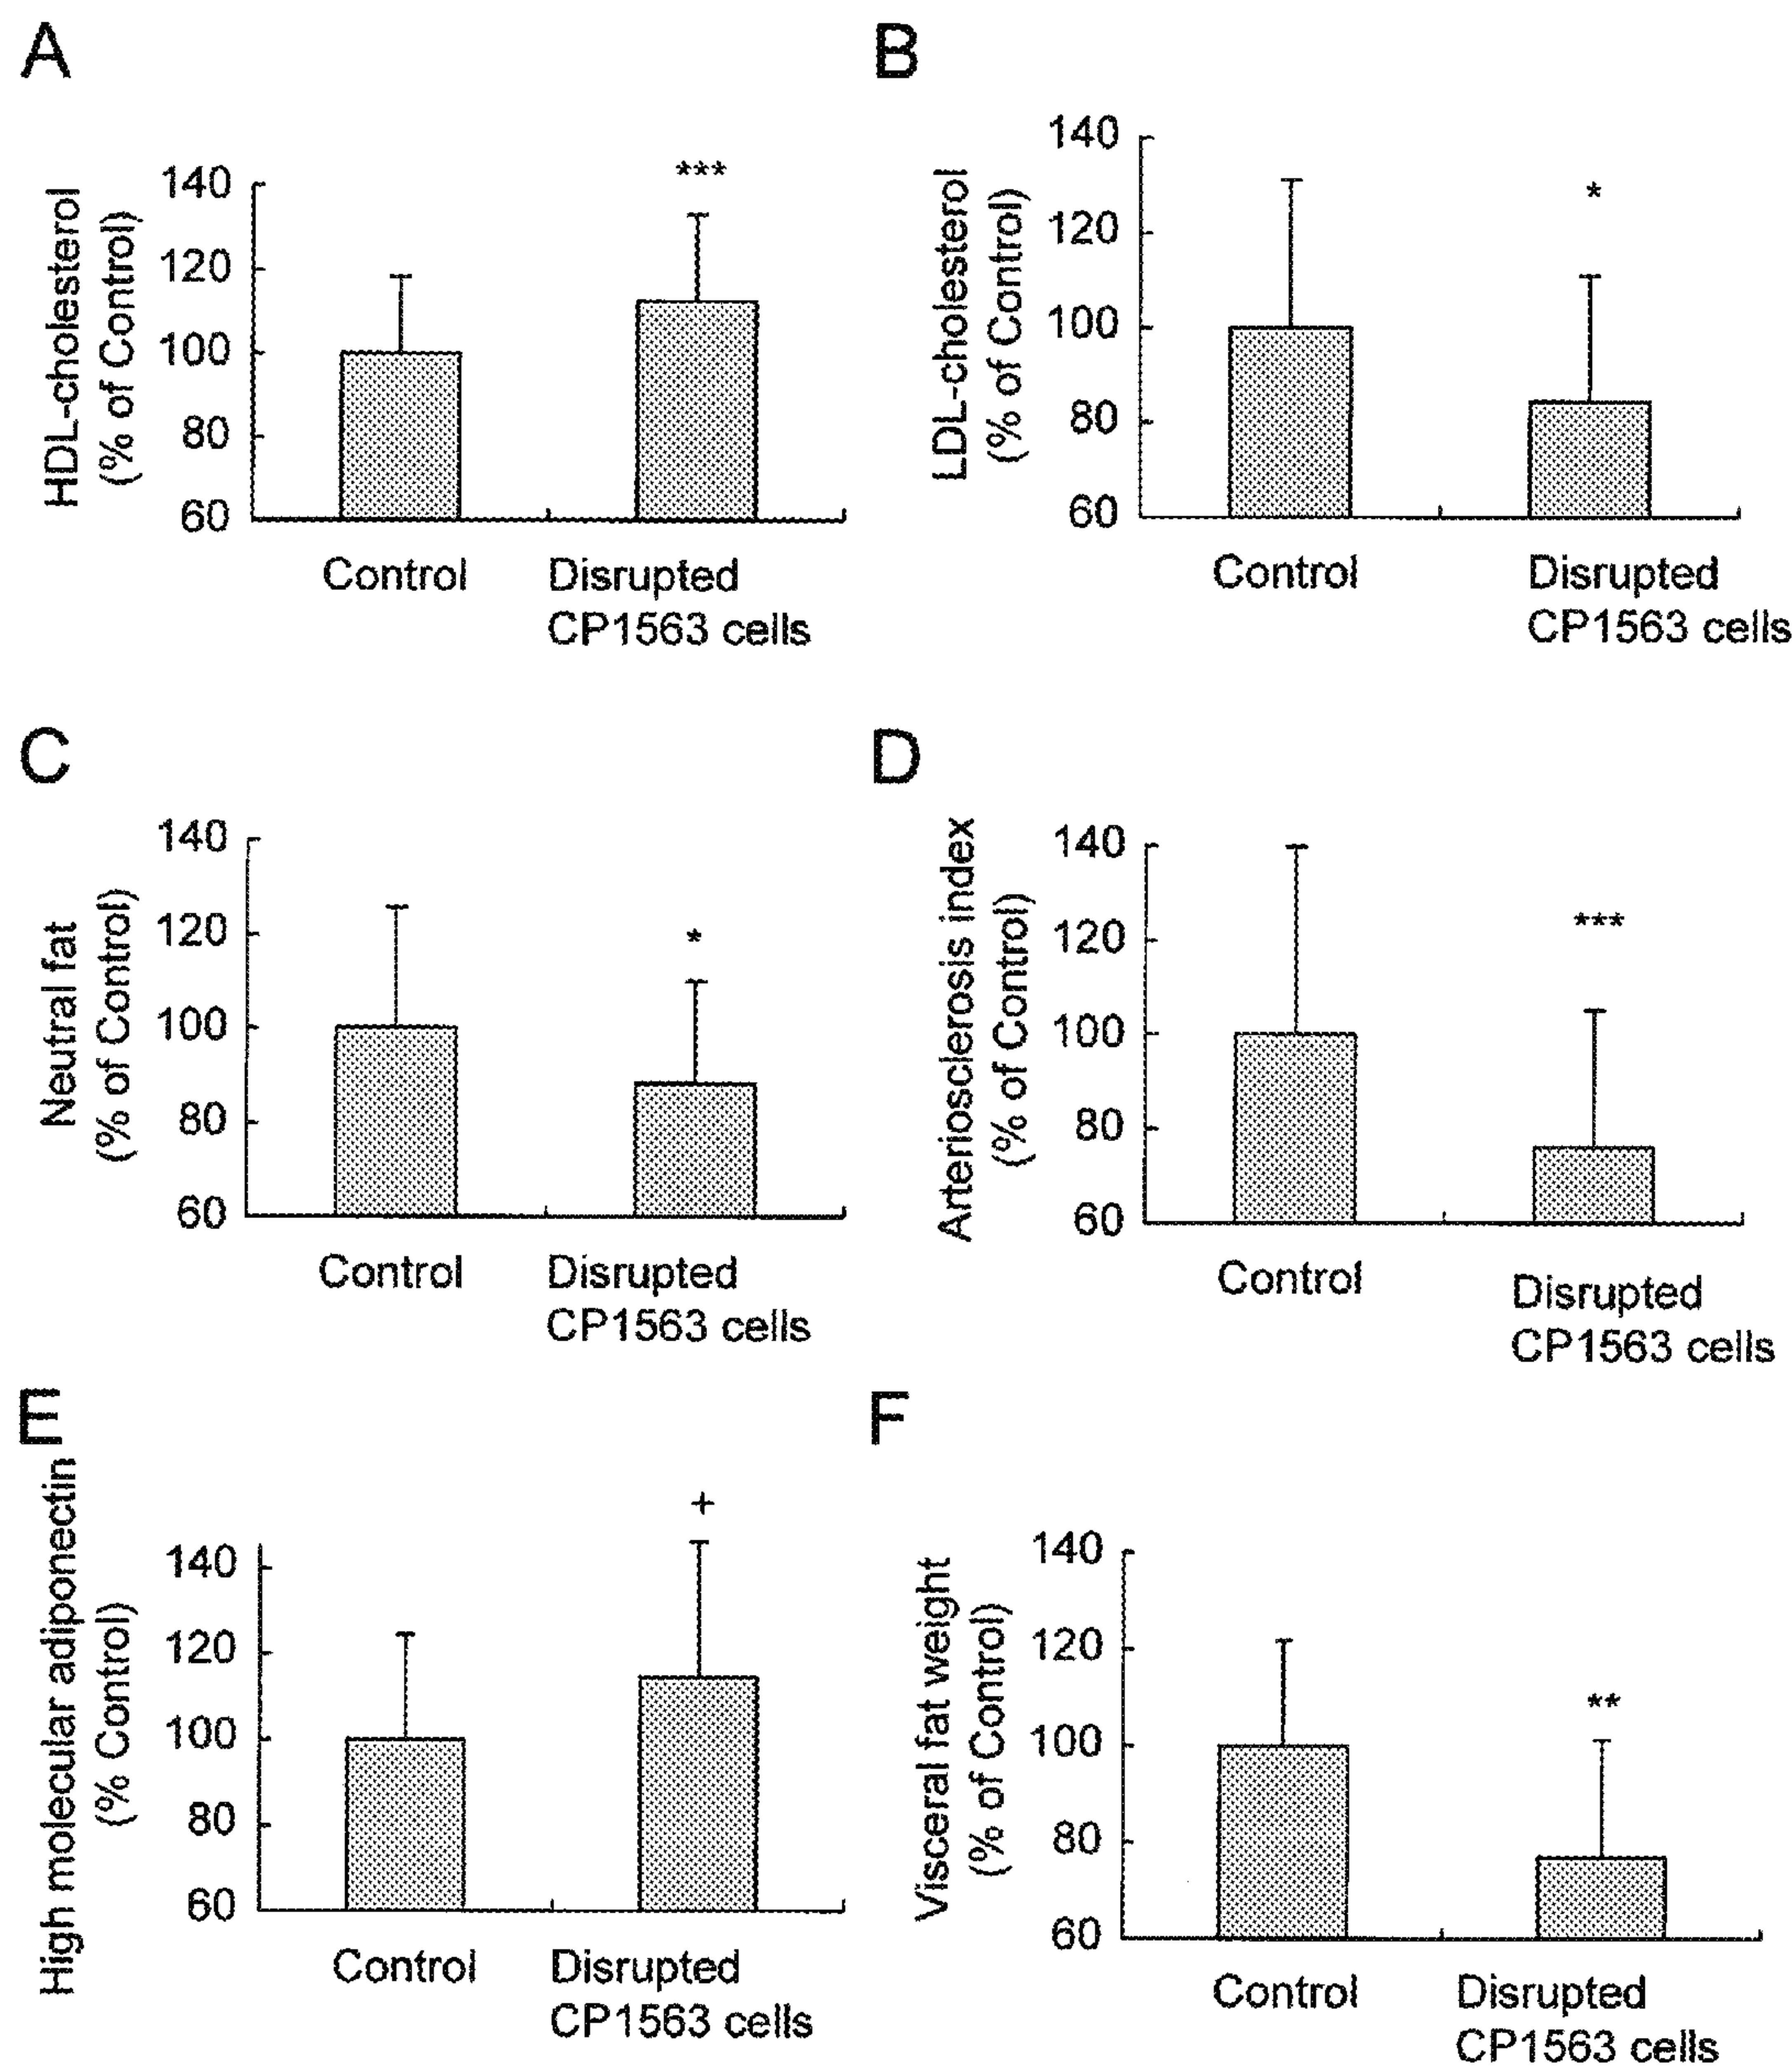 A
HDL-cholesterol
(% of Control)
140
120
100
80
60
***
Control
Disrupted
CP1563 cells
B
LDL-cholesterol
(% of Control)
140
120
100
80
60
*
Control
Disrupted
CP1563 cells
C
Neutral fat
(% of Control)
140
120
100
80
60
*
Control
Disrupted
CP1563 cells
D
Arteriosclerosis index
(% of Control)
140
120
100
80
60
***
Control
Disrupted
CP1563 cells
E
High molecular adiponectin
(% Control)
140
120
100
80
60
+
Control
Disrupted
CP1563 cells
F
Visceral fat weight
(% of Control)
140
120
100
80
60
**
Control
Disrupted
CP1563 cells